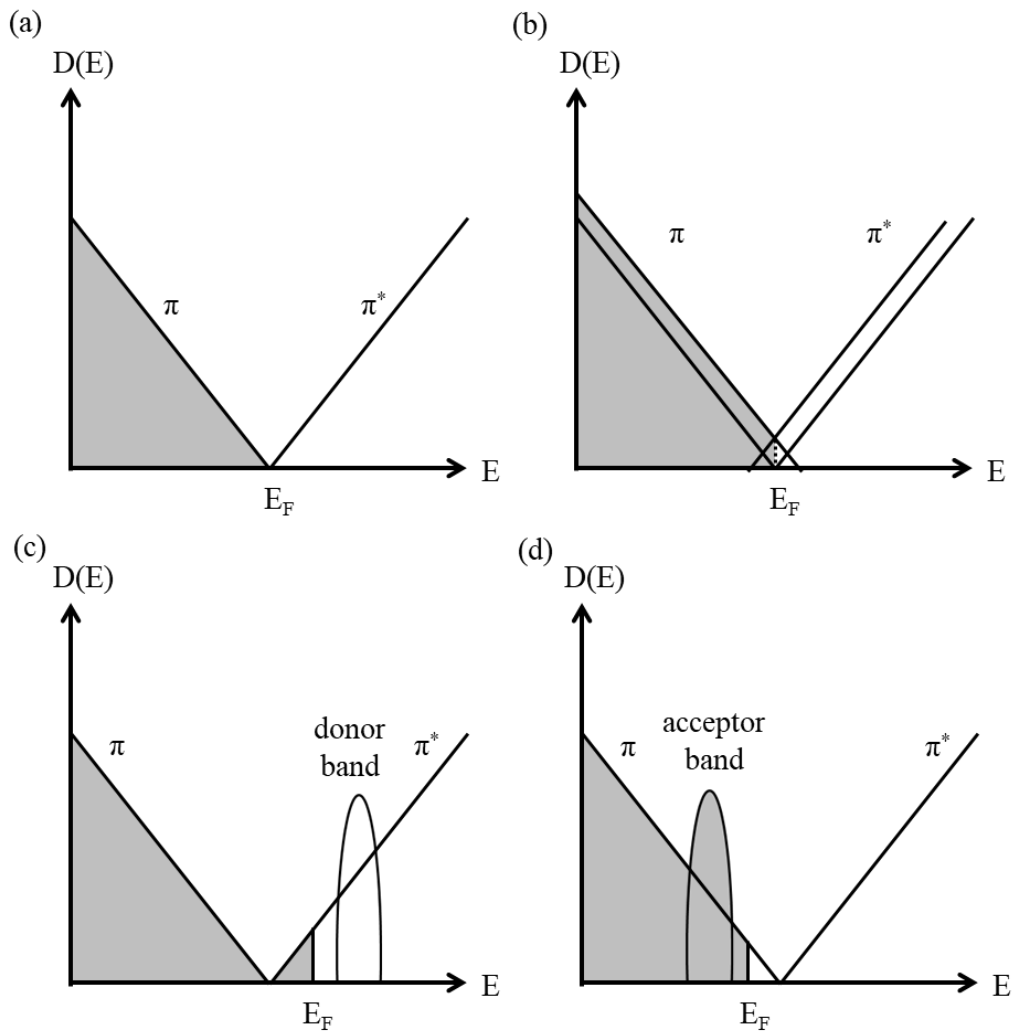 (a)
D(E)
π
π*
E
E_F
(b)
D(E)
π
π*
E
E_F
(c)
D(E)
donor
band
π
π*
E
E_F
(d)
D(E)
acceptor
band
π
π*
E
E_F